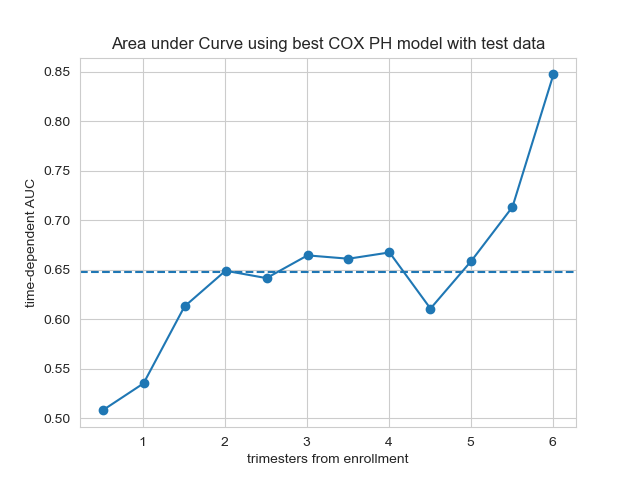 Area under Curve using best COX PH model with test data
time-dependent AUC
0.85
0.80
0.75
0.70
0.65
0.60
0.55
0.50
1 2 3 4 5 6
trimesters from enrollment